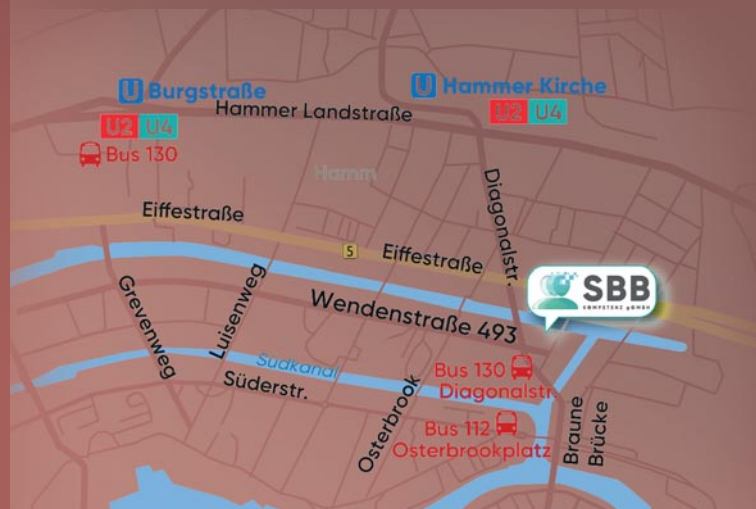 U Burgstraße
U Hammer Kirche
U2 U4
Hammer Landstraße
U2 U4
Bus 130
Hamm
Diagonalstr.
Eiffestraße
5
Eiffestraße
SBB
KOMPETENZ gGMBH
Grevenweg
Luisenweg
Wendenstraße 493
Südkanal
Süderstr.
Osterbrook
Bus 130
Diagonalstr.
Bus 112
Osterbrookplatz
Braune
Brücke